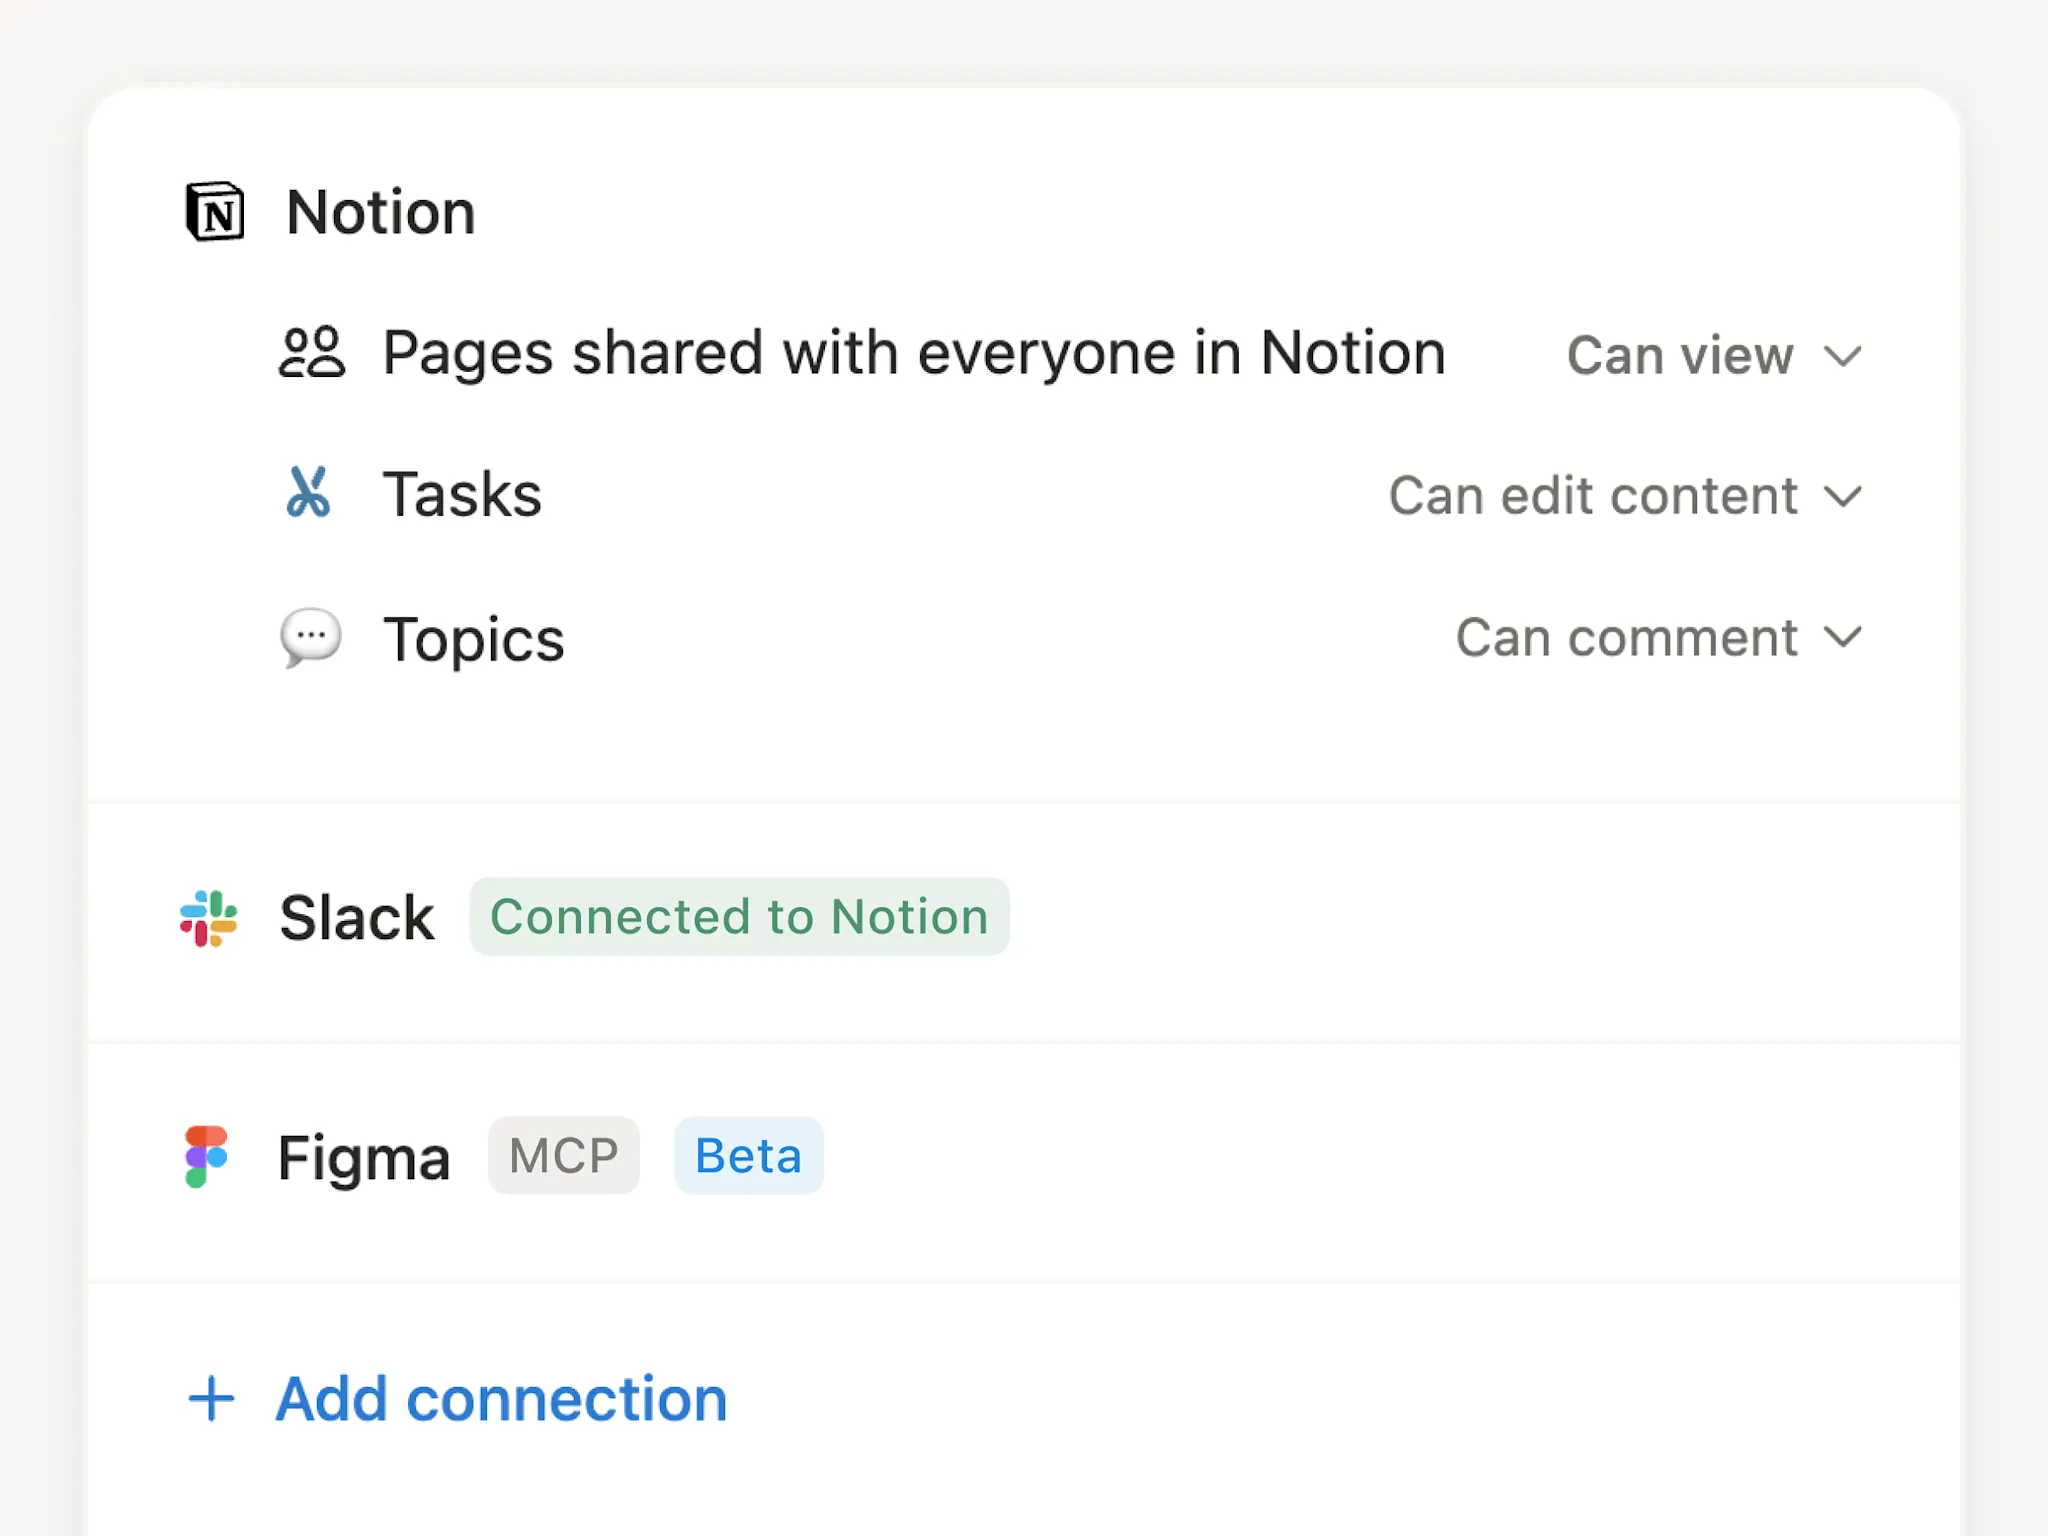 Notion
Pages shared with everyone in Notion Can view
Tasks Can edit content
Topics Can comment
Slack Connected to Notion
Figma MCP Beta
+ Add connection